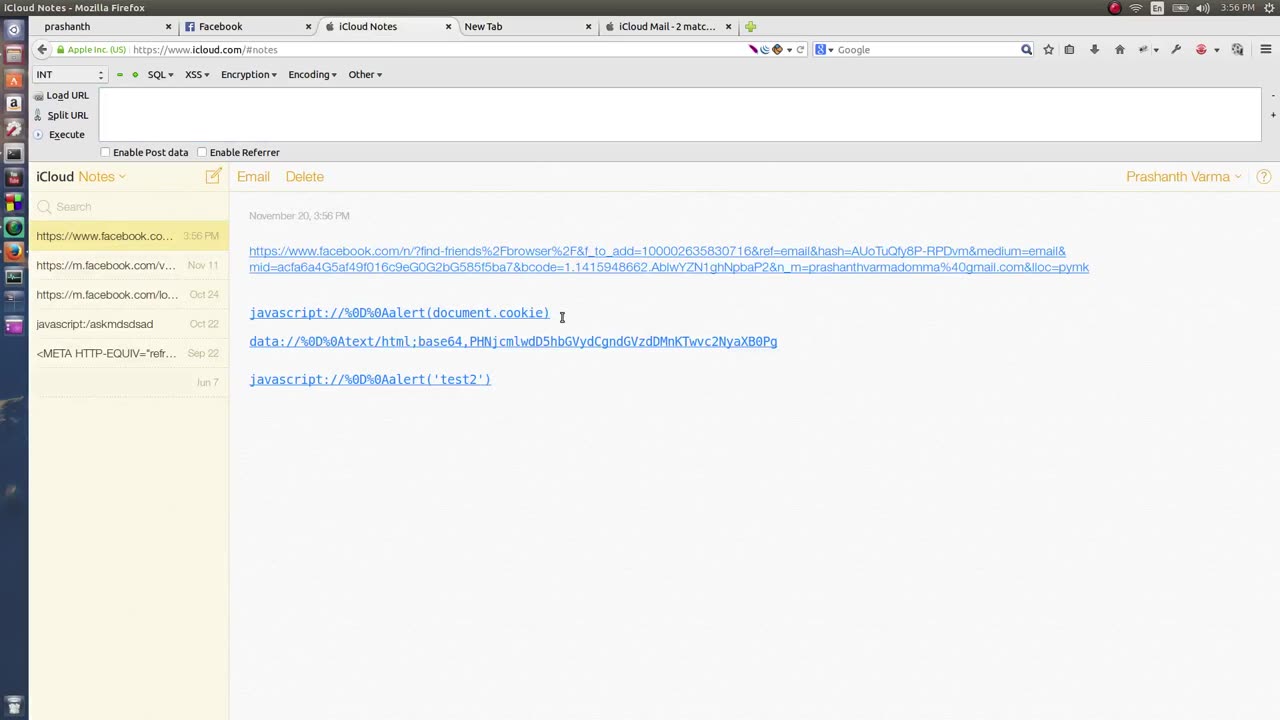 iCloud Notes - Mozilla Firefox
En
3:56 PM
prashanth
Facebook
iCloud Notes
New Tab
iCloud Mail - 2 matc...
Apple Inc. (US)
https://www.icloud.com/#notes
Google
INT
SQL
XSS
Encryption
Encoding
Other
Load URL
Split URL
Execute
Enable Post data
Enable Referrer
iCloud Notes
Email
Delete
Prashanth Varma
Search
https://www.facebook.co...
3:56 PM
https://m.facebook.com/v...
Nov 11
https://m.facebook.com/lo...
Oct 24
javascript:/askmdsdsad
Oct 22
<META HTTP-EQUIV="refr...
Sep 22
Jun 7
November 20, 3:56 PM
https://www.facebook.com/n/?find-friends%2Fbrowser%2F&f_to_add=100002635830716&ref=email&hash=AUoTuQfy8P-RPDvm&medium=email&
mid=acfa6a4G5af49f016c9eG0G2bG585f5ba7&bcode=1.1415948662.AblwYZN1ghNpbaP2&n_m=prashanthvarmadomma%40gmail.com&lloc=pymk
javascript://%0D%0Aalert(document.cookie)
data://%0D%0Atext/html;base64,PHNjcmlwdD5hbGVydCgndGVzdDMnKTwvc2NyaXB0Pg
javascript://%0D%0Aalert('test2')